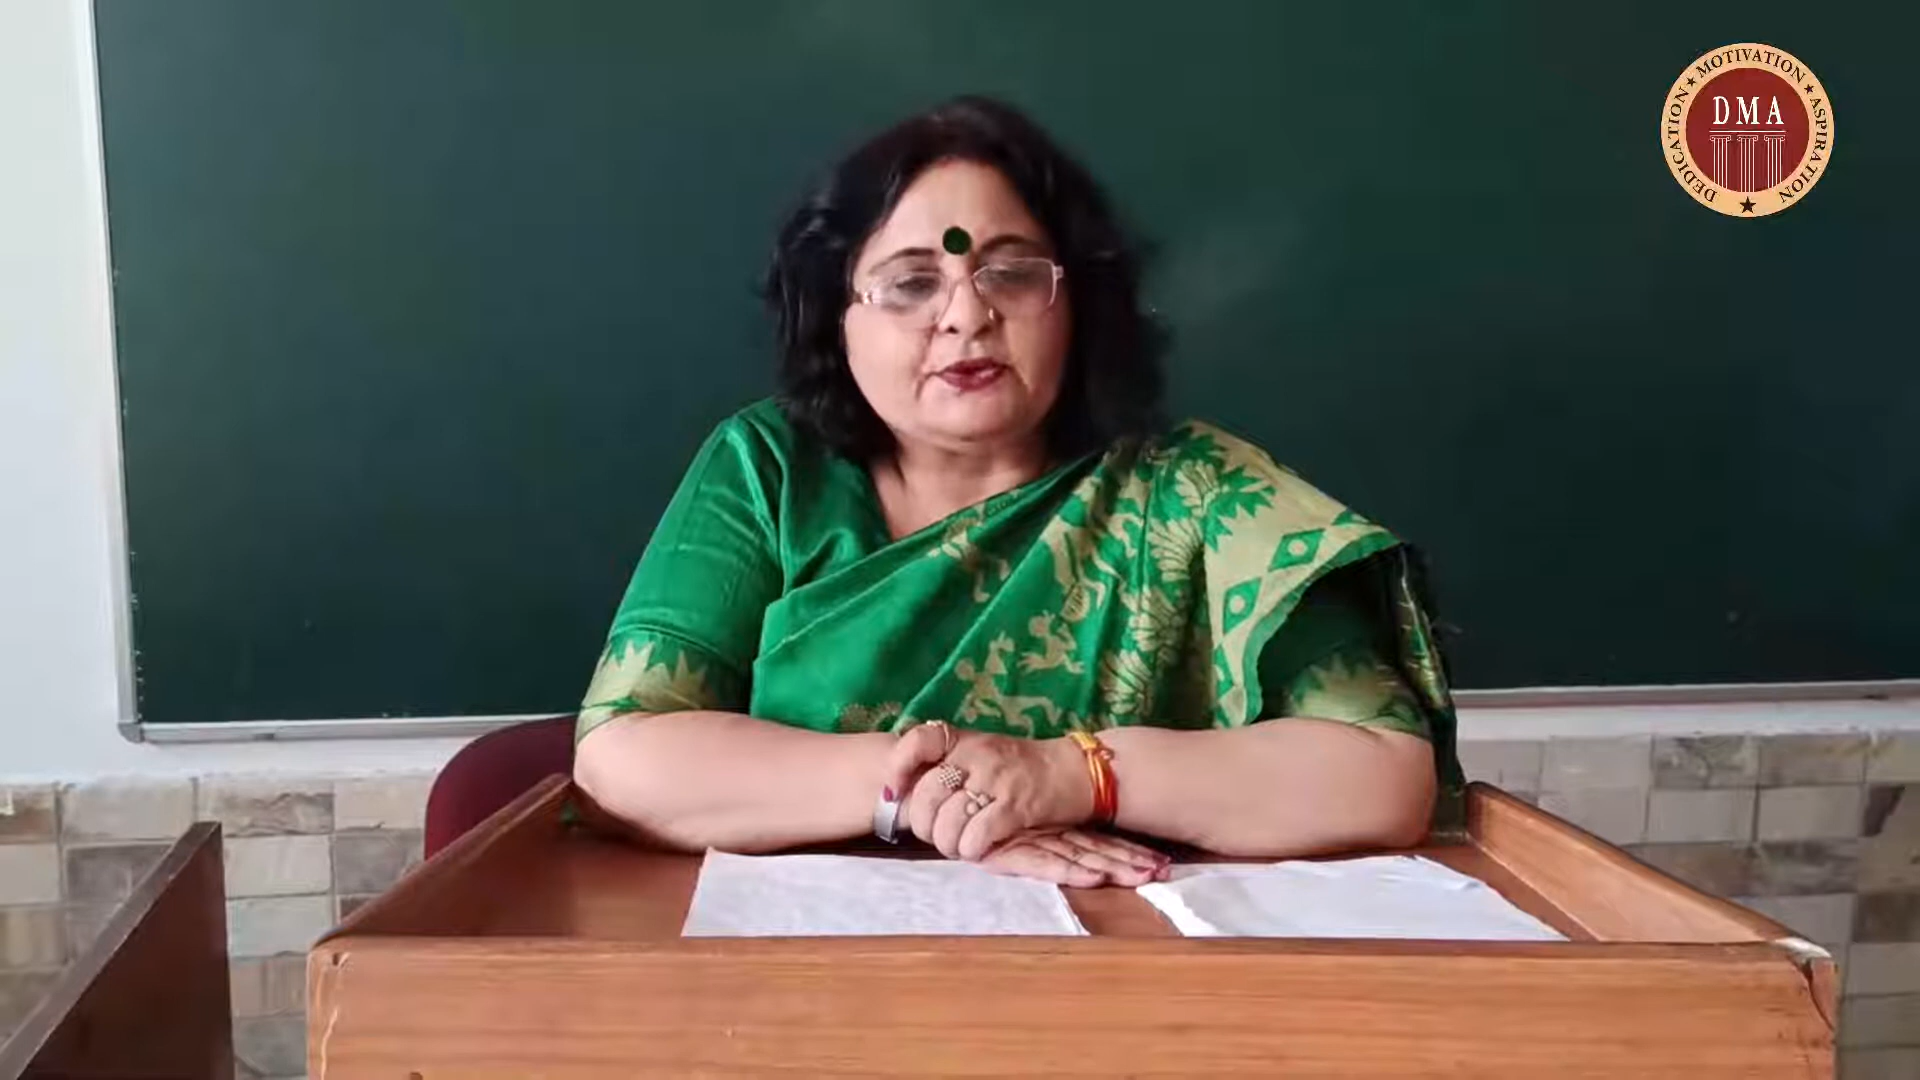 DEDICATION ★ MOTIVATION ★ ASPIRATION ★
DMA